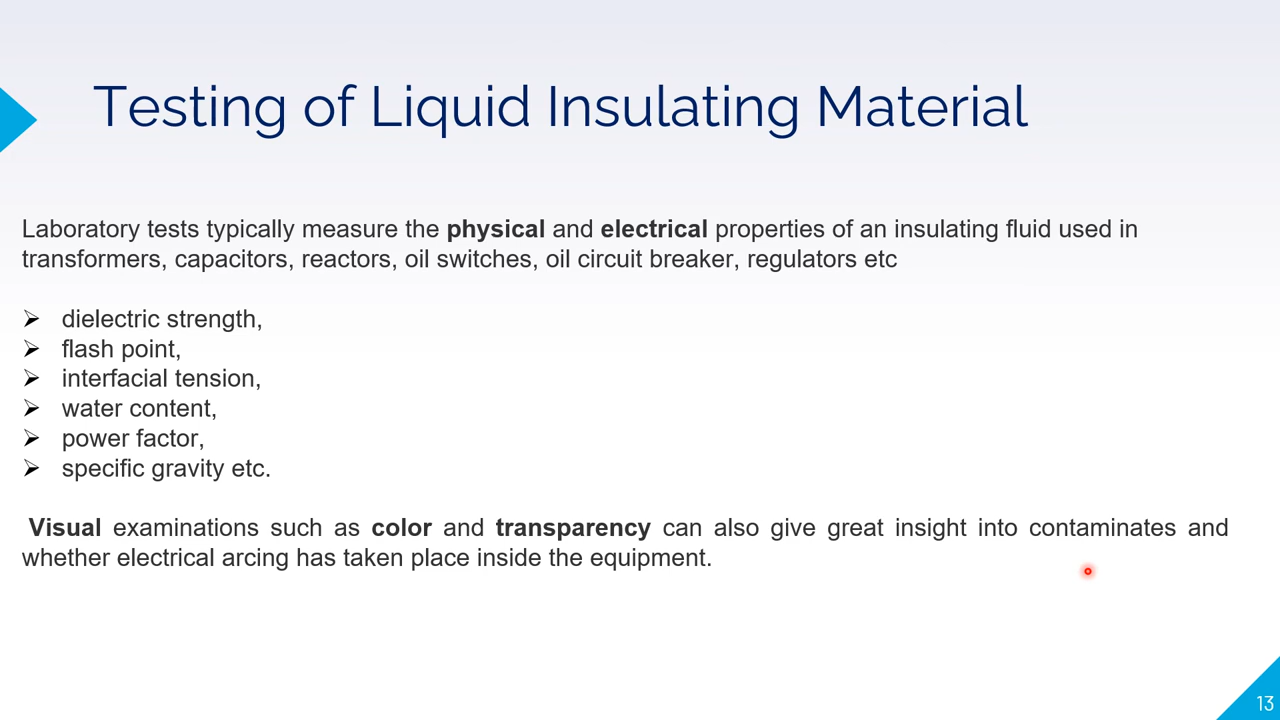 Testing of Liquid Insulating Material
Laboratory tests typically measure the physical and electrical properties of an insulating fluid used in
transformers, capacitors, reactors, oil switches, oil circuit breaker, regulators etc
➢ dielectric strength,
➢ flash point,
➢ interfacial tension,
➢ water content,
➢ power factor,
➢ specific gravity etc.
Visual examinations such as color and transparency can also give great insight into contaminates and
whether electrical arcing has taken place inside the equipment.
13